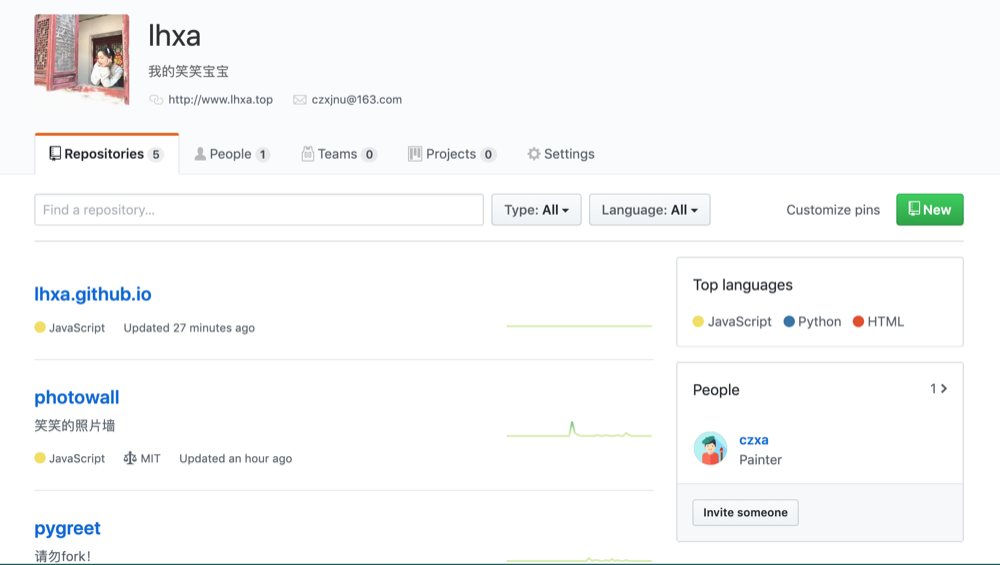 lhxa
我的笑笑宝宝
http://www.lhxa.top czxjnu@163.com
Repositories 5 People 1 Teams 0 Projects 0 Settings
Find a repository... Type: All Language: All Customize pins New
lhxa.github.io
JavaScript Updated 27 minutes ago
photowall
笑笑的照片墙
JavaScript MIT Updated an hour ago
pygreet
请勿fork!
Top languages
JavaScript Python HTML
People 1
czxa
Painter
Invite someone